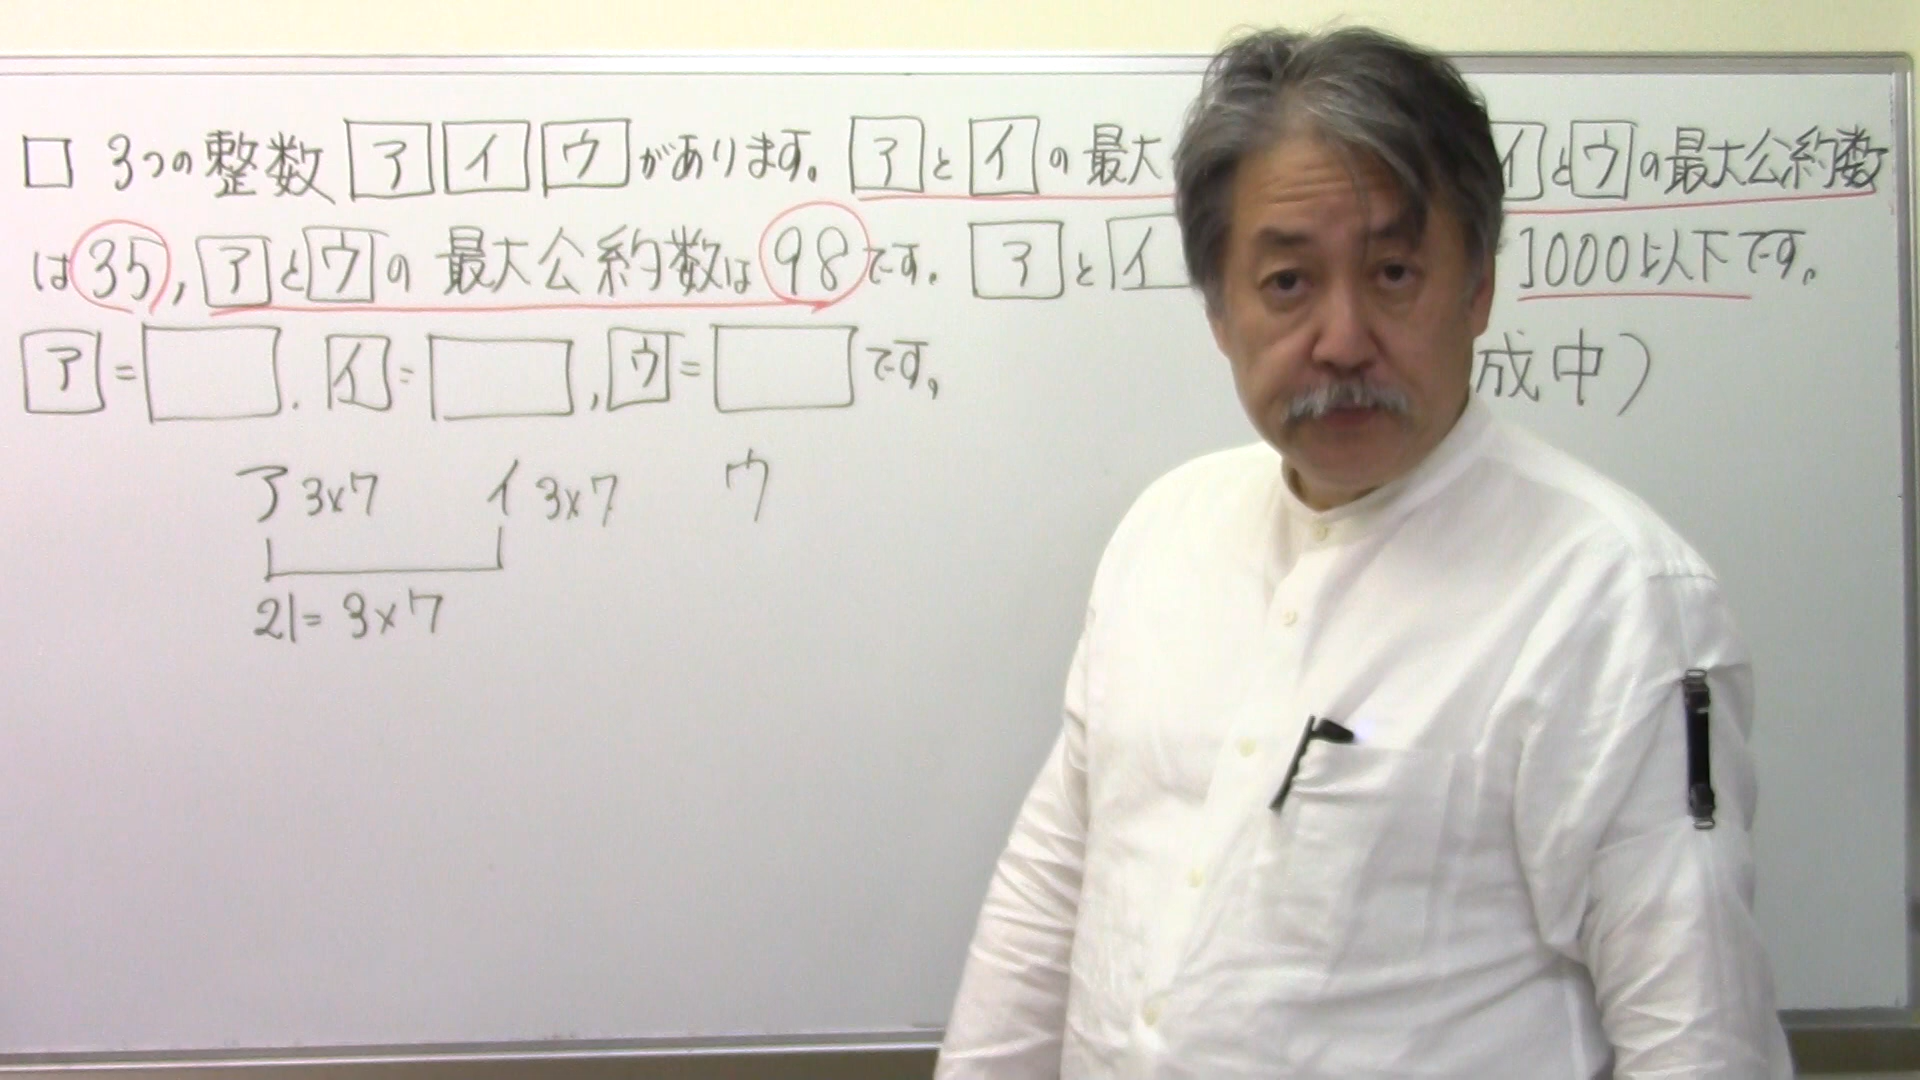 □ 3つの整数 ア イ ウ があります。 ア と イ の最大 イ と ウ の最大公約数
は 35, ア と ウ の 最大公約数は 98 です. ア と イ 1000以下です。
ア = □ . イ = □ , ウ = □ です。 成中)
ア 3×7 イ 3×7 ウ
21= 3×7